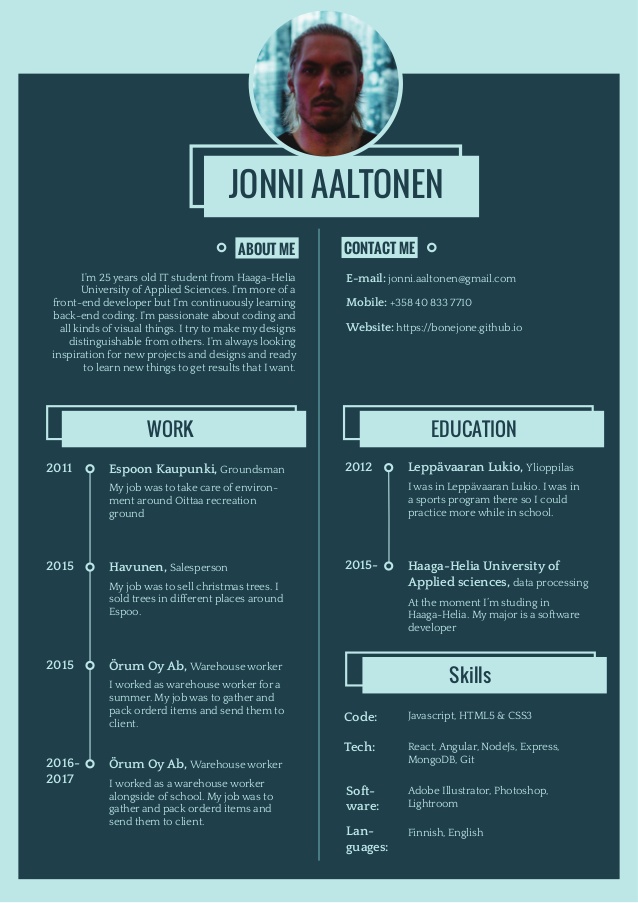 JONNI AALTONEN
ABOUT ME
I'm 25 years old IT student from Haaga-Helia
University of Applied Sciences. I'm more of a
front-end developer but I'm continuously learning
back-end coding. I'm passionate about coding and
all kinds of visual things. I try to make my designs
distinguishable from others. I'm always looking
inspiration for new projects and designs and ready
to learn new things to get results that I want.
CONTACT ME
E-mail: jonni.aaltonen@gmail.com
Mobile: +358 40 833 7710
Website: https://bonejone.github.io
WORK
2011
Espoon Kaupunki, Groundsman
My job was to take care of environ-
ment around Oittaa recreation
ground
2015
Havunen, Salesperson
My job was to sell christmas trees. I
sold trees in different places around
Espoo.
2015
Örum Oy Ab, Warehouse worker
I worked as warehouse worker for a
summer. My job was to gather and
pack orderd items and send them to
client.
2016-
2017
Örum Oy Ab, Warehouse worker
I worked as a warehouse worker
alongside of school. My job was to
gather and pack orderd items and
send them to client.
EDUCATION
2012
Leppävaaran Lukio, Ylioppilas
I was in Leppävaaran Lukio. I was in
a sports program there so I could
practice more while in school.
2015-
Haaga-Helia University of
Applied sciences, data processing
At the moment I'm studing in
Haaga-Helia. My major is a software
developer
Skills
Code:
Javascript, HTML5 & CSS3
Tech:
React, Angular, NodeJs, Express,
MongoDB, Git
Soft-
ware:
Adobe Illustrator, Photoshop,
Lightroom
Lan-
guages:
Finnish, English